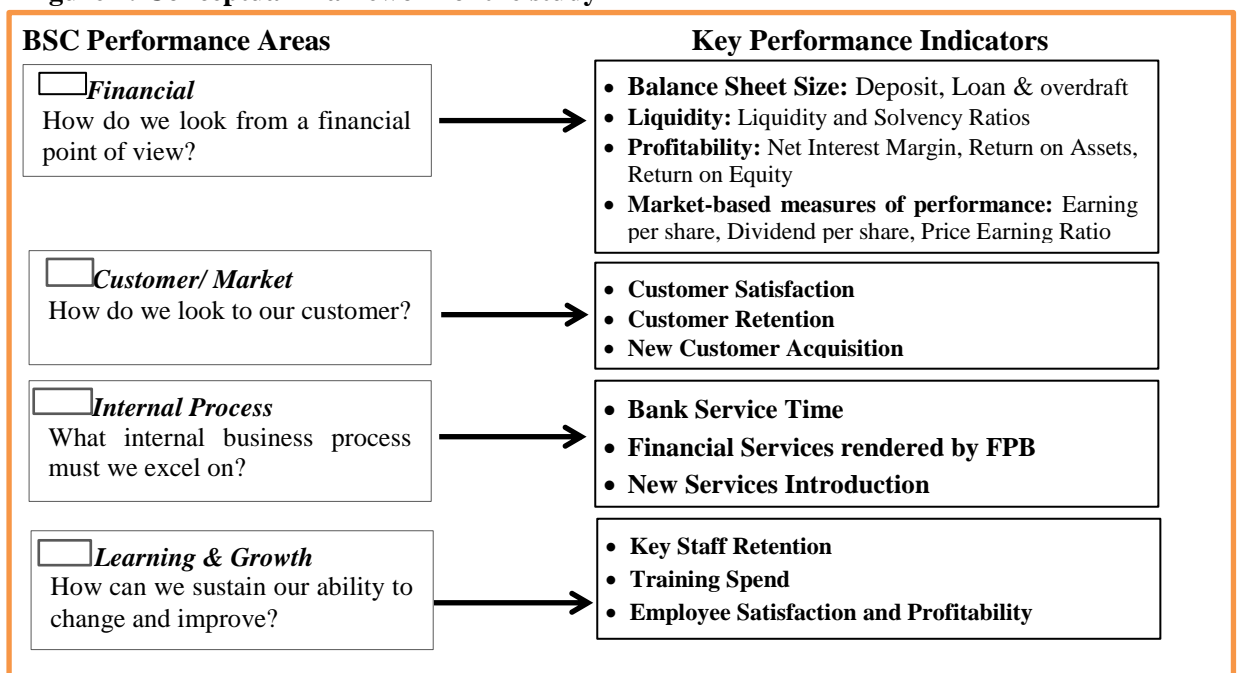 BSC Performance Areas
Key Performance Indicators
Financial
How do we look from a financial
point of view?
• Balance Sheet Size: Deposit, Loan & overdraft
• Liquidity: Liquidity and Solvency Ratios
• Profitability: Net Interest Margin, Return on Assets,
Return on Equity
• Market-based measures of performance: Earning
per share, Dividend per share, Price Earning Ratio
Customer/ Market
How do we look to our customer?
• Customer Satisfaction
• Customer Retention
• New Customer Acquisition
Internal Process
What internal business process
must we excel on?
• Bank Service Time
• Financial Services rendered by FPB
• New Services Introduction
Learning & Growth
How can we sustain our ability to
change and improve?
• Key Staff Retention
• Training Spend
• Employee Satisfaction and Profitability